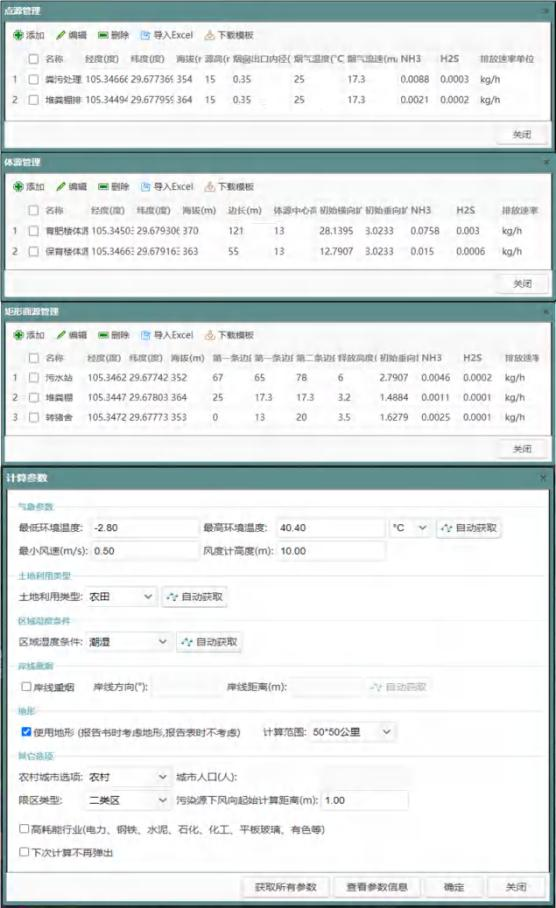 点源管理
添加 编辑 删除 导入Excel 下载模板
名称 经度(度) 纬度(度) 海拔(r 源高(r 烟囱出口内径( 烟气温度(°C 烟气流速(m/ NH3 H2S 排放速率单位
1 粪污处理 105.34666 29.677369 354 15 0.35 25 17.3 0.0088 0.0003 kg/h
2 堆粪棚排 105.34494 29.677959 364 15 0.35 25 17.3 0.0021 0.0002 kg/h
关闭
体源管理
添加 编辑 删除 导入Excel 下载模板
名称 经度(度) 纬度(度) 海拔(m) 边长(m) 体源中心高 初始横向扩 初始垂向扩 NH3 H2S 排放速率
1 育肥楼体源 105.34503 29.679306 370 121 13 28.1395 3.0233 0.0758 0.003 kg/h
2 保育楼体源 105.34663 29.679163 363 55 13 12.7907 3.0233 0.015 0.0006 kg/h
关闭
矩形面源管理
添加 编辑 删除 导入Excel 下载模板
名称 经度(度) 纬度(度) 海拔(m) 第一条边 第一条边 第二条边 释放高度( 初始垂向 NH3 H2S 排放速率
1 污水站 105.3462 29.67742 352 67 65 78 6 2.7907 0.0046 0.0002 kg/h
2 堆粪棚 105.3447 29.67803 364 25 17.3 17.3 3.2 1.4884 0.0011 0.0001 kg/h
3 转猪舍 105.3472 29.67773 353 0 13 20 3.5 1.6279 0.0025 0.0001 kg/h
关闭
计算参数
气象参数
最低环境温度: -2.80 最高环境温度: 40.40 °C 自动获取
最小风速(m/s): 0.50 风度计高度(m): 10.00
土地利用类型
土地利用类型: 农田 自动获取
区域湿度条件
区域湿度条件: 潮湿 自动获取
岸线熏烟
岸线熏烟 岸线方向(°): 岸线距离(m): 自动获取
地形
使用地形 (报告书时考虑地形,报告表时不考虑) 计算范围: 50*50公里
其它选项
农村城市选项: 农村 城市人口(人):
限区类型: 二类区 污染源下风向起始计算距离(m): 1.00
高耗能行业(电力、钢铁、水泥、石化、化工、平板玻璃、有色等)
下次计算不再弹出
获取所有参数 查看参数信息 确定 关闭